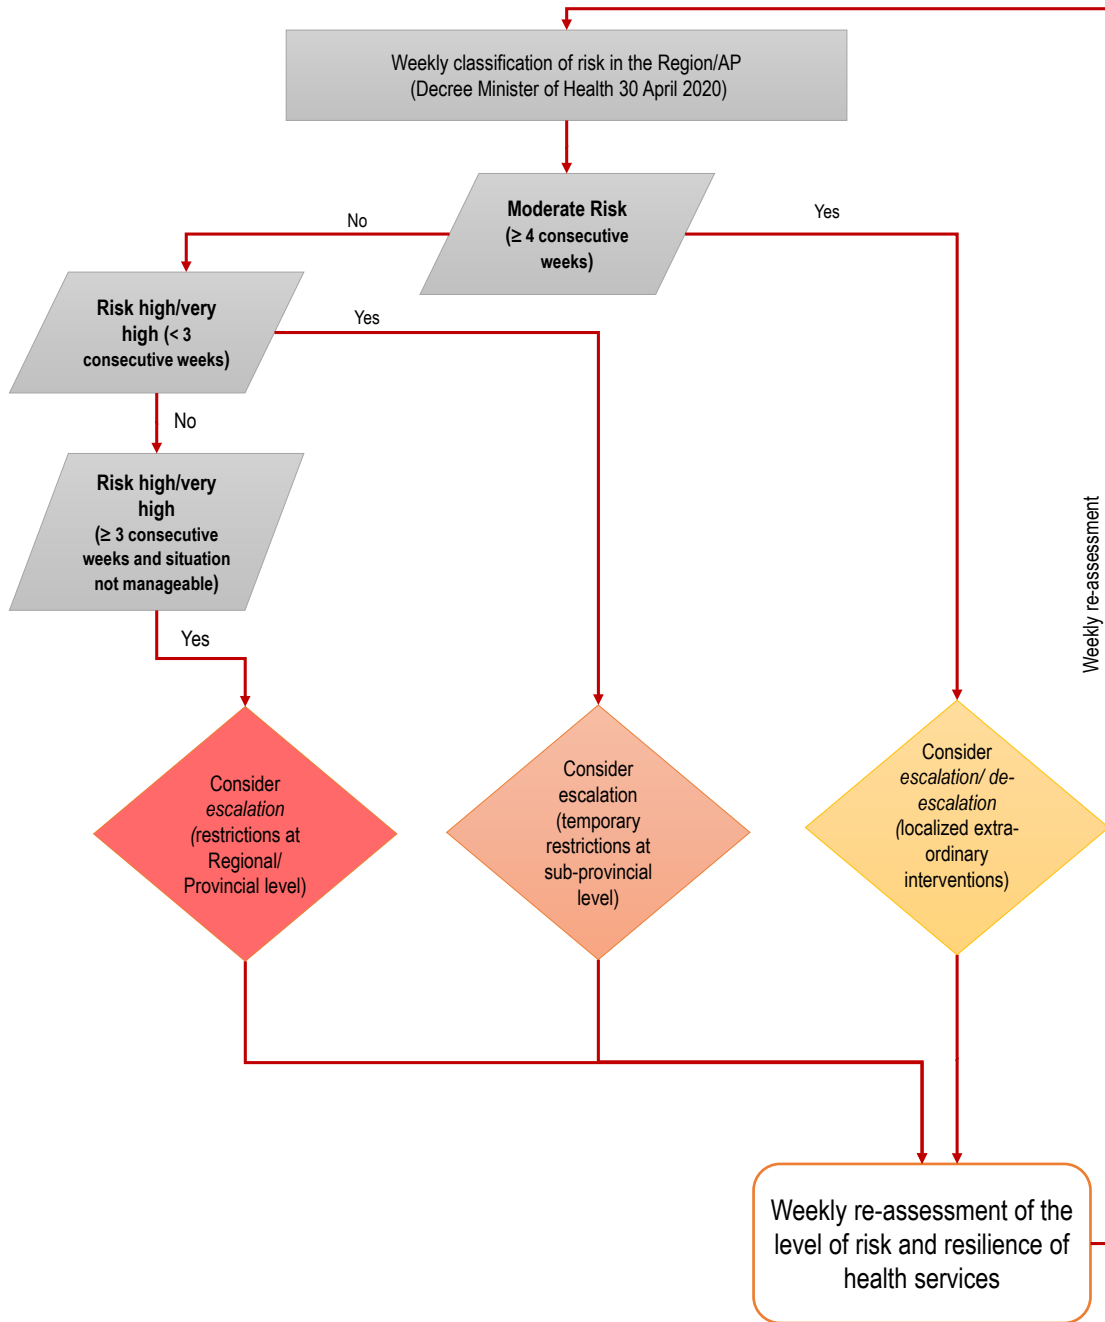 Weekly classification of risk in the Region/AP
(Decree Minister of Health 30 April 2020)
Moderate Risk
(≥ 4 consecutive
weeks)
No
Yes
Risk high/very
high (< 3
consecutive weeks)
Yes
No
Risk high/very
high
(≥ 3 consecutive
weeks and situation
not manageable)
Yes
Weekly re-assessment
Consider
escalation
(restrictions at
Regional/
Provincial level)
Consider
escalation
(temporary
restrictions at
sub-provincial
level)
Consider
escalation/ de-
escalation
(localized extra-
ordinary
interventions)
Weekly re-assessment of the
level of risk and resilience of
health services